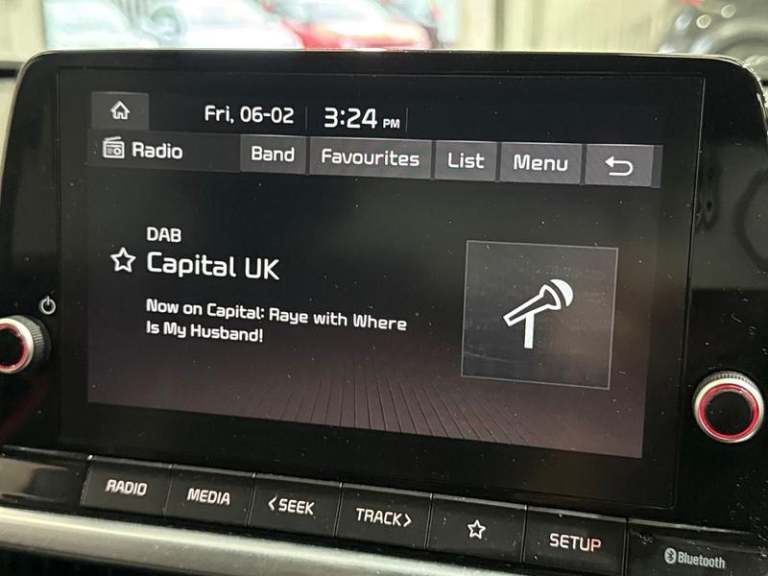 Fri, 06-02 3:24 PM
Radio Band Favourites List Menu
DAB
Capital UK
Now on Capital: Raye with Where
Is My Husband!
RADIO MEDIA <SEEK TRACK> SETUP
Bluetooth